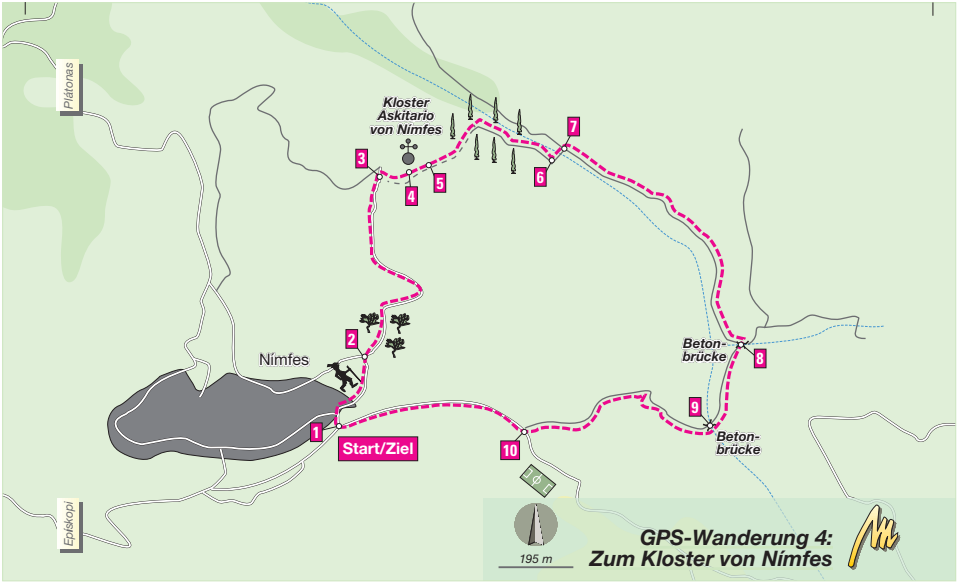 Plátonas
Kloster
Askitario
von Nímfes
3
4
5
6
7
2
Nímfes
1
Start/Ziel
10
9
8
Beton-
brücke
Beton-
brücke
Episkopí
195 m
GPS-Wanderung 4:
Zum Kloster von Nímfes